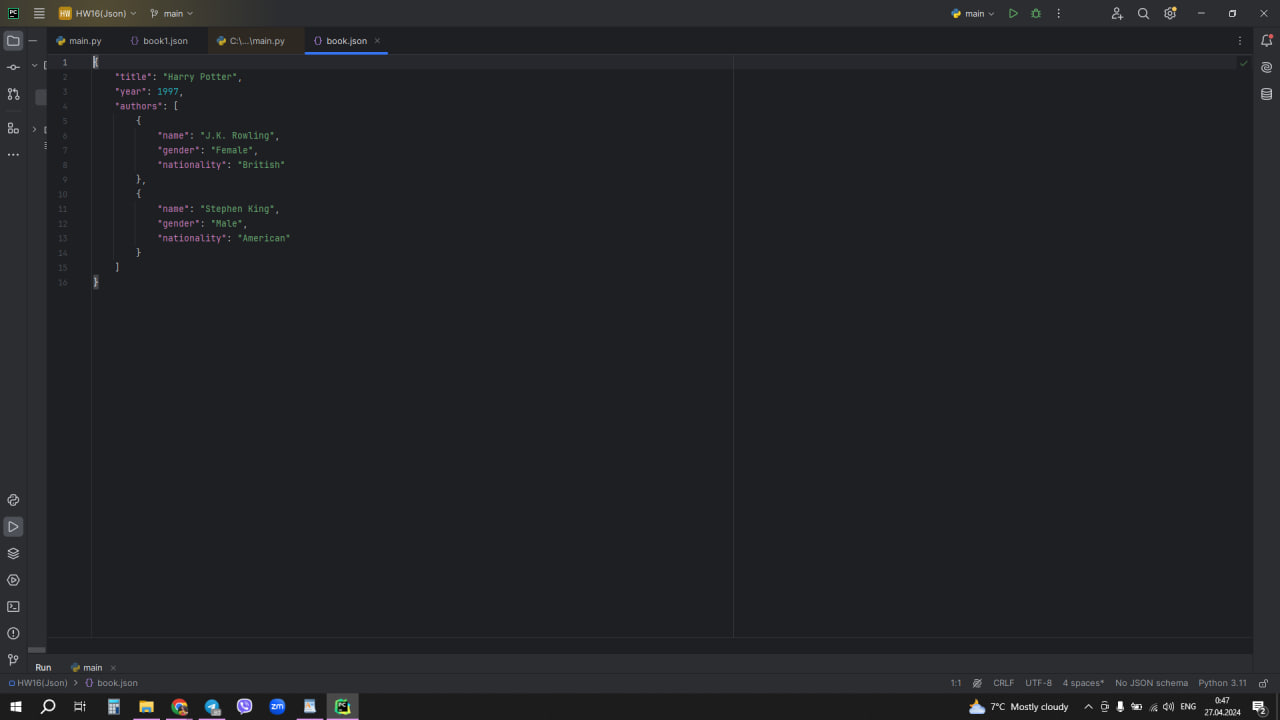 HW HW16(Json) main main
main.py book1.json C:\...\main.py book.json
1 {
2 "title": "Harry Potter",
3 "year": 1997,
4 "authors": [
5 {
6 "name": "J.K. Rowling",
7 "gender": "Female",
8 "nationality": "British"
9 },
10 {
11 "name": "Stephen King",
12 "gender": "Male",
13 "nationality": "American"
14 }
15 ]
16 }
Run main
HW16(Json) > book.json 1:1 CRLF UTF-8 4 spaces* No JSON schema Python 3.11
7°C Mostly cloudy ENG 0:47
27.04.2024 2